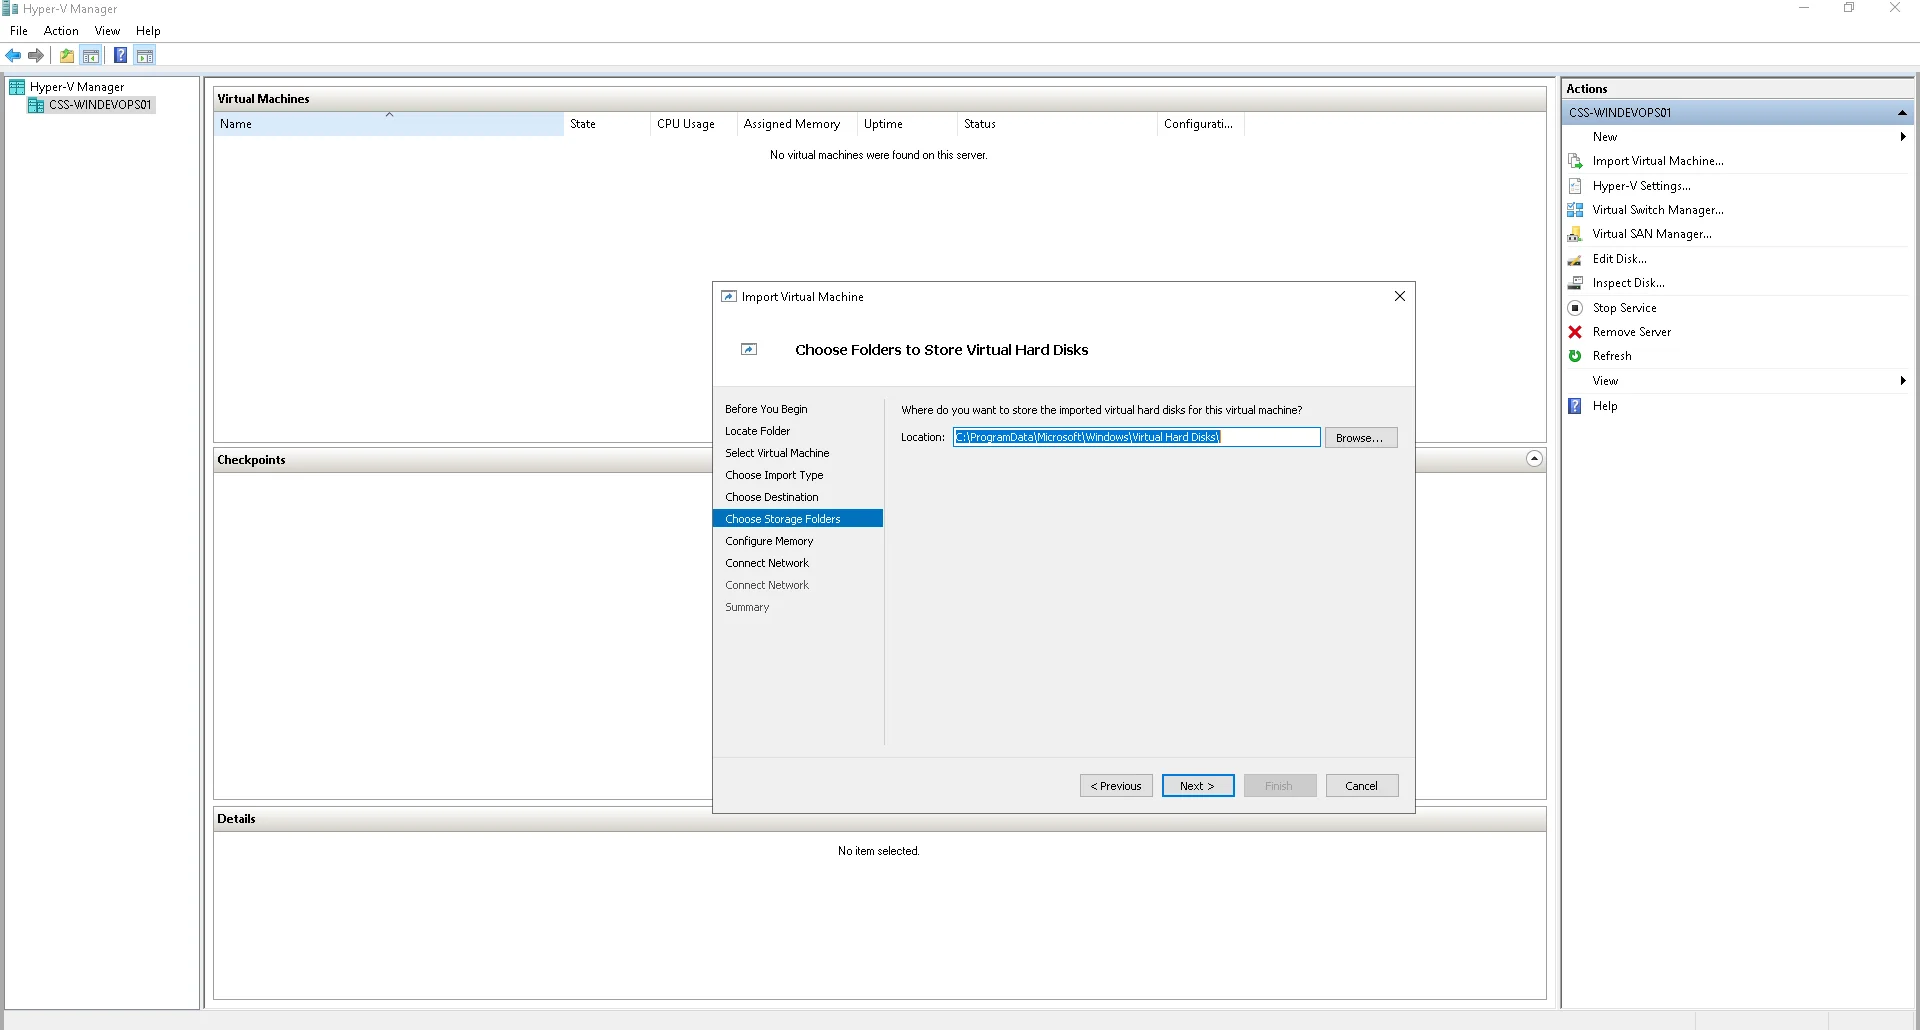 Hyper-V Manager
File Action View Help
Hyper-V Manager
CSS-WINDEVOPS01
Virtual Machines
Name State CPU Usage Assigned Memory Uptime Status Configurati...
No virtual machines were found on this server.
Checkpoints
Details
No item selected.
Import Virtual Machine
Choose Folders to Store Virtual Hard Disks
Before You Begin
Locate Folder
Select Virtual Machine
Choose Import Type
Choose Destination
Choose Storage Folders
Configure Memory
Connect Network
Connect Network
Summary
Where do you want to store the imported virtual hard disks for this virtual machine?
Location: C:\ProgramData\Microsoft\Windows\Virtual Hard Disks\ Browse...
< Previous Next > Finish Cancel
Actions
CSS-WINDEVOPS01
New
Import Virtual Machine...
Hyper-V Settings...
Virtual Switch Manager...
Virtual SAN Manager...
Edit Disk...
Inspect Disk...
Stop Service
Remove Server
Refresh
View
Help